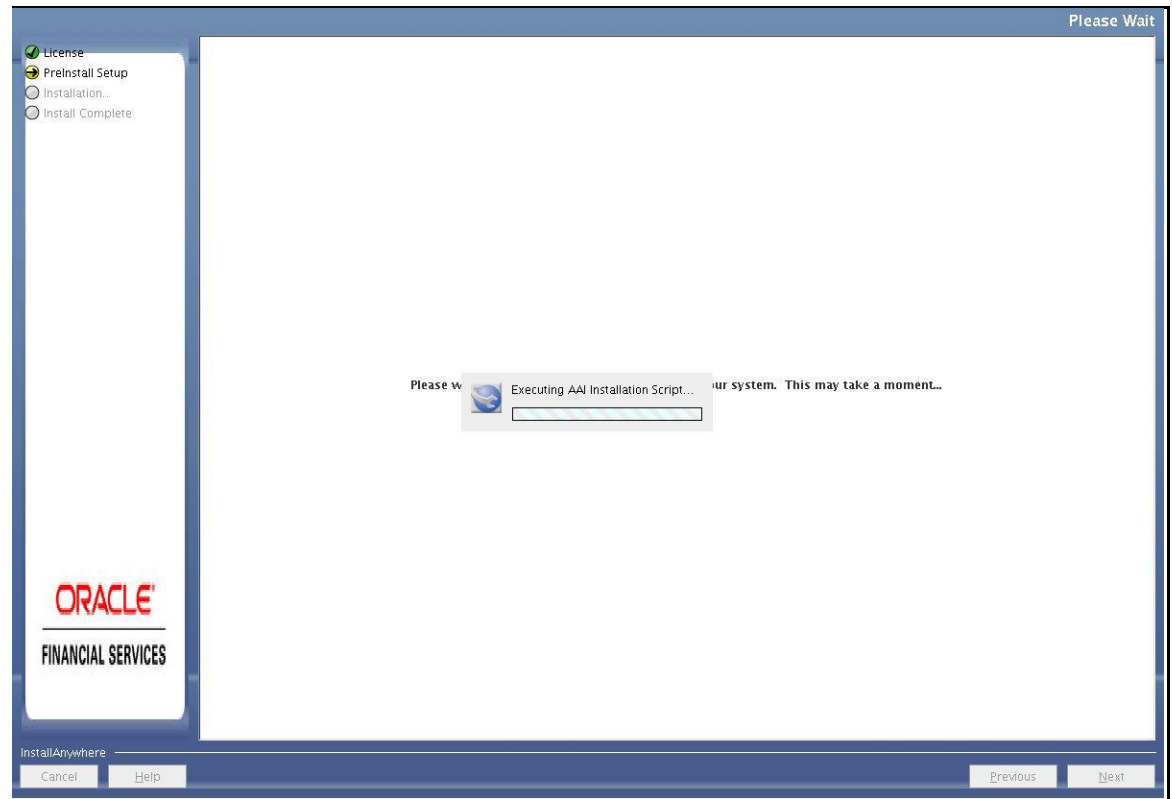 Please Wait
License
PreInstall Setup
Installation...
Install Complete
Please w
Executing AAI Installation Script...
ur system. This may take a moment...
ORACLE
FINANCIAL SERVICES
InstallAnywhere
Cancel Help Previous Next